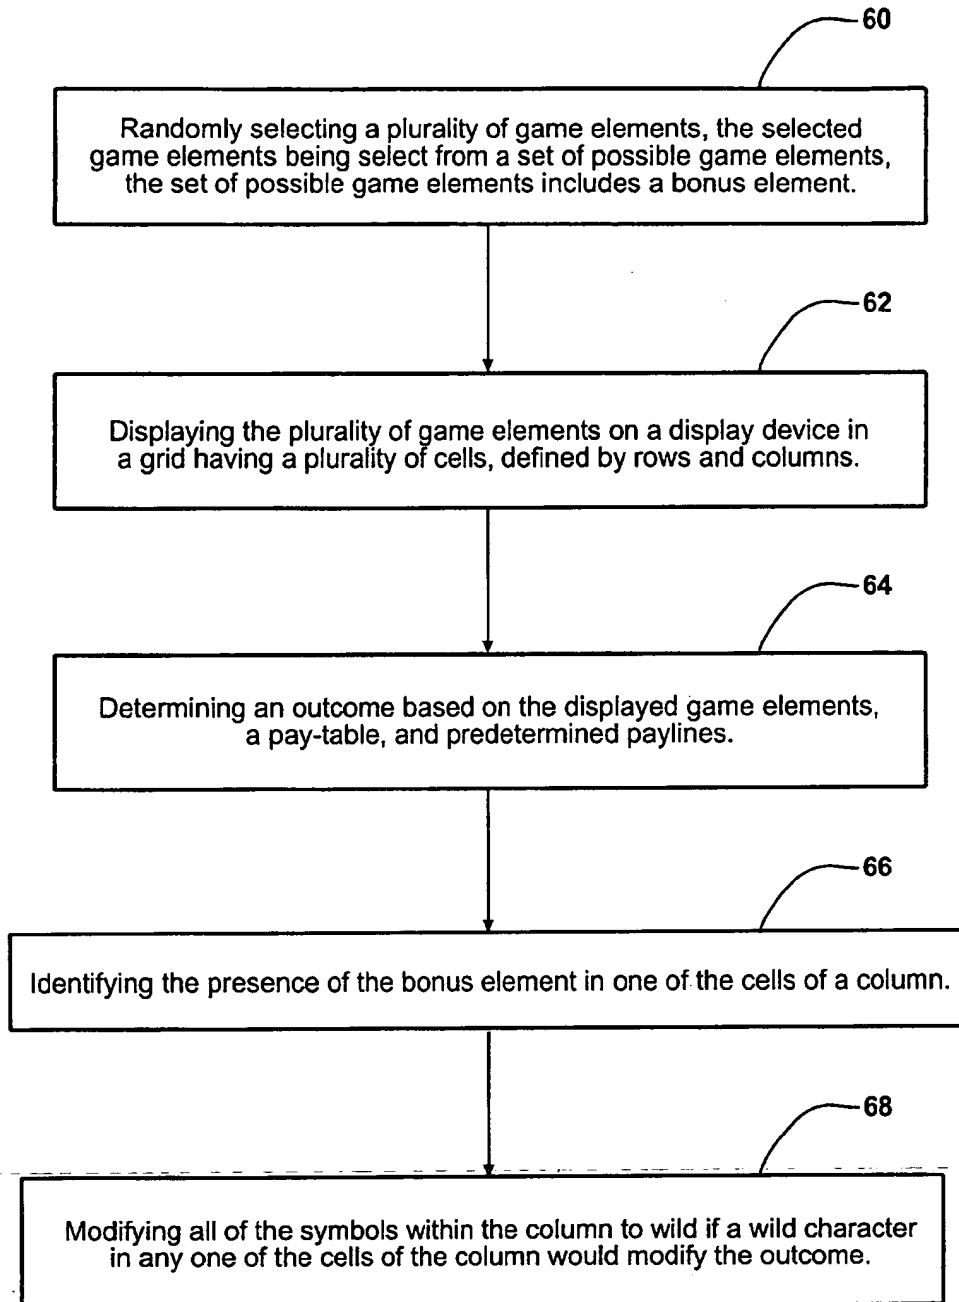 60
Randomly selecting a plurality of game elements, the selected
game elements being select from a set of possible game elements,
the set of possible game elements includes a bonus element.
62
Displaying the plurality of game elements on a display device in
a grid having a plurality of cells, defined by rows and columns.
64
Determining an outcome based on the displayed game elements,
a pay-table, and predetermined paylines.
66
Identifying the presence of the bonus element in one of the cells of a column.
68
Modifying all of the symbols within the column to wild if a wild character
in any one of the cells of the column would modify the outcome.